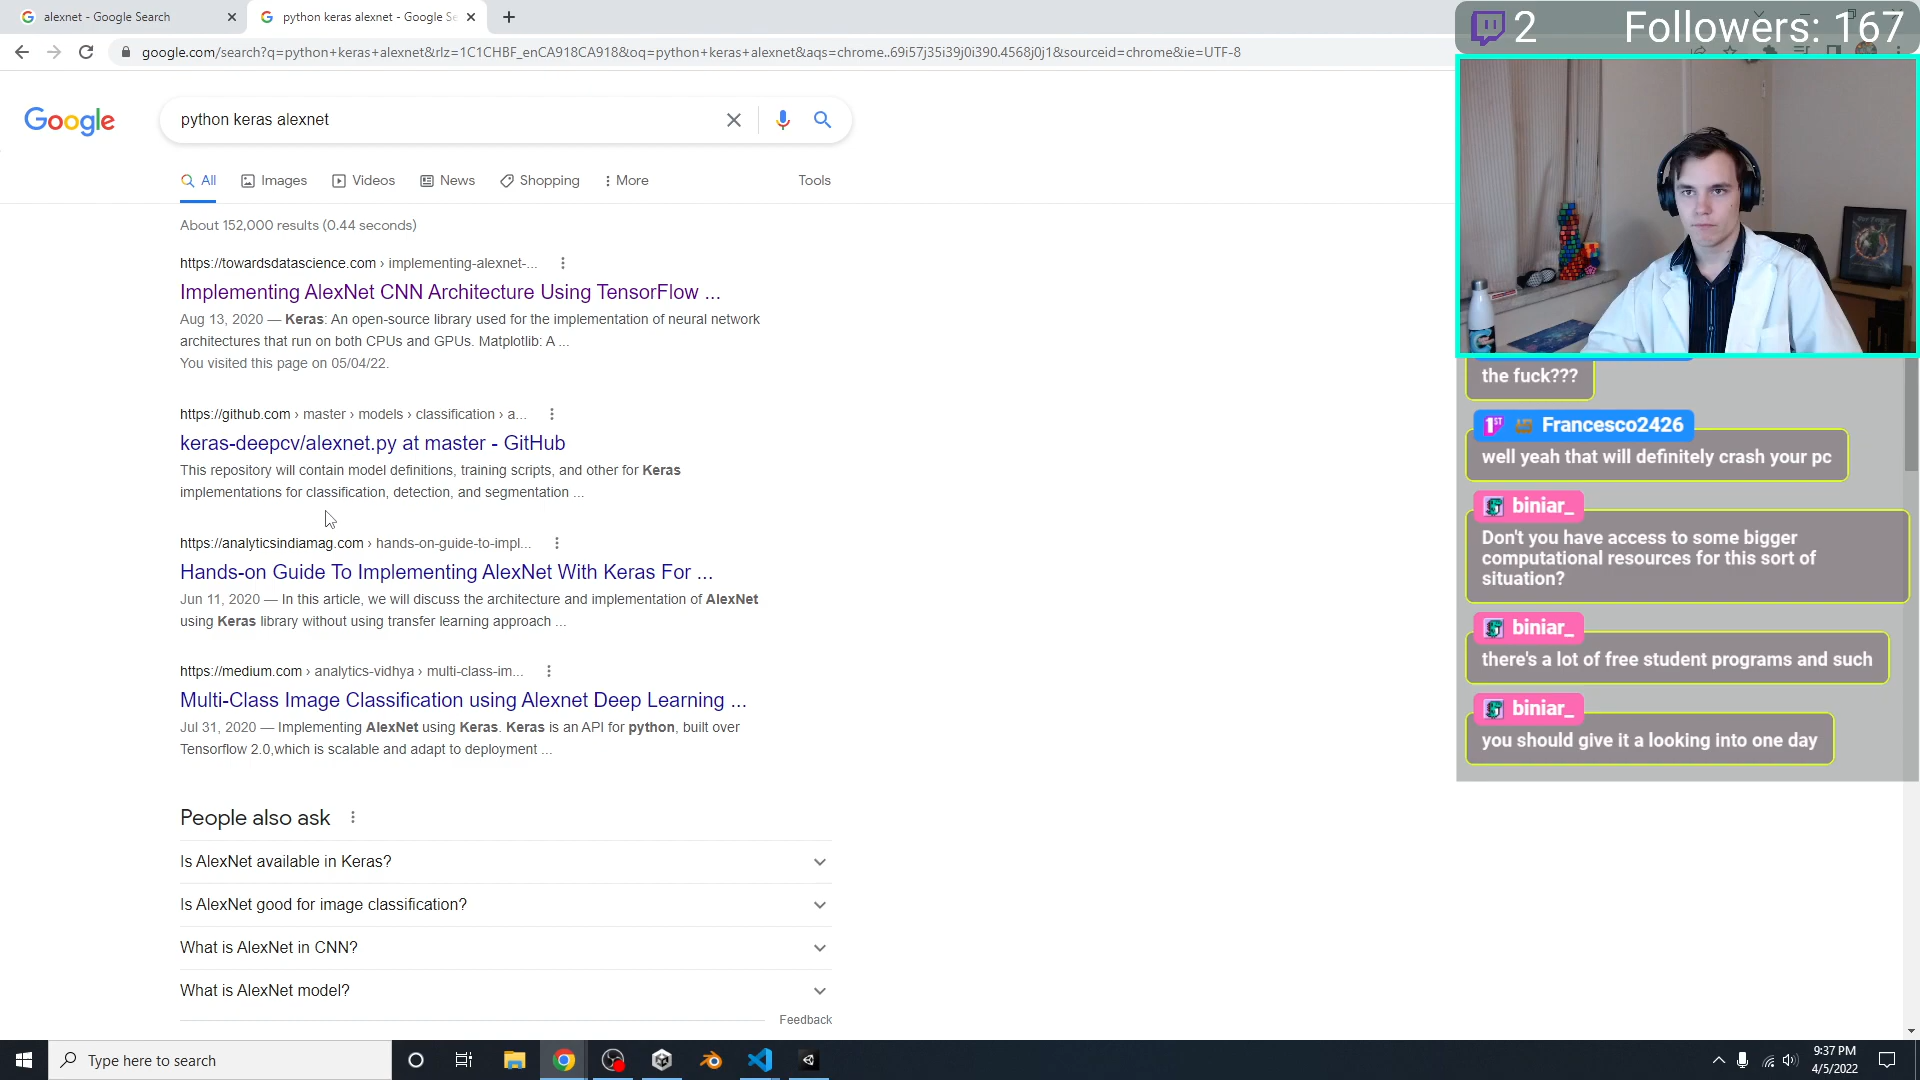 alexnet - Google Search
python keras alexnet - Google Se
google.com/search?q=python+keras+alexnet&rlz=1C1CHBF_enCA918CA918&oq=python+keras+alexnet&aqs=chrome..69i57j35i39j0i390.4568j0j1&sourceid=chrome&ie=UTF-8
2 Followers: 167
Google
python keras alexnet
All Images Videos News Shopping More Tools
About 152,000 results (0.44 seconds)
https://towardsdatascience.com › implementing-alexnet-...
Implementing AlexNet CNN Architecture Using TensorFlow ...
Aug 13, 2020 — Keras: An open-source library used for the implementation of neural network
architectures that run on both CPUs and GPUs. Matplotlib: A ...
You visited this page on 05/04/22.
https://github.com › master › models › classification › a...
keras-deepcv/alexnet.py at master - GitHub
This repository will contain model definitions, training scripts, and other for Keras
implementations for classification, detection, and segmentation ...
https://analyticsindiamag.com › hands-on-guide-to-impl...
Hands-on Guide To Implementing AlexNet With Keras For ...
Jun 11, 2020 — In this article, we will discuss the architecture and implementation of AlexNet
using Keras library without using transfer learning approach ...
https://medium.com › analytics-vidhya › multi-class-im...
Multi-Class Image Classification using Alexnet Deep Learning ...
Jul 31, 2020 — Implementing AlexNet using Keras. Keras is an API for python, built over
Tensorflow 2.0,which is scalable and adapt to deployment ...
People also ask
Is AlexNet available in Keras?
Is AlexNet good for image classification?
What is AlexNet in CNN?
What is AlexNet model?
Feedback
the fuck???
1ST Francesco2426
well yeah that will definitely crash your pc
biniar_
Don't you have access to some bigger
computational resources for this sort of
situation?
biniar_
there's a lot of free student programs and such
biniar_
you should give it a looking into one day
Type here to search
9:37 PM
4/5/2022